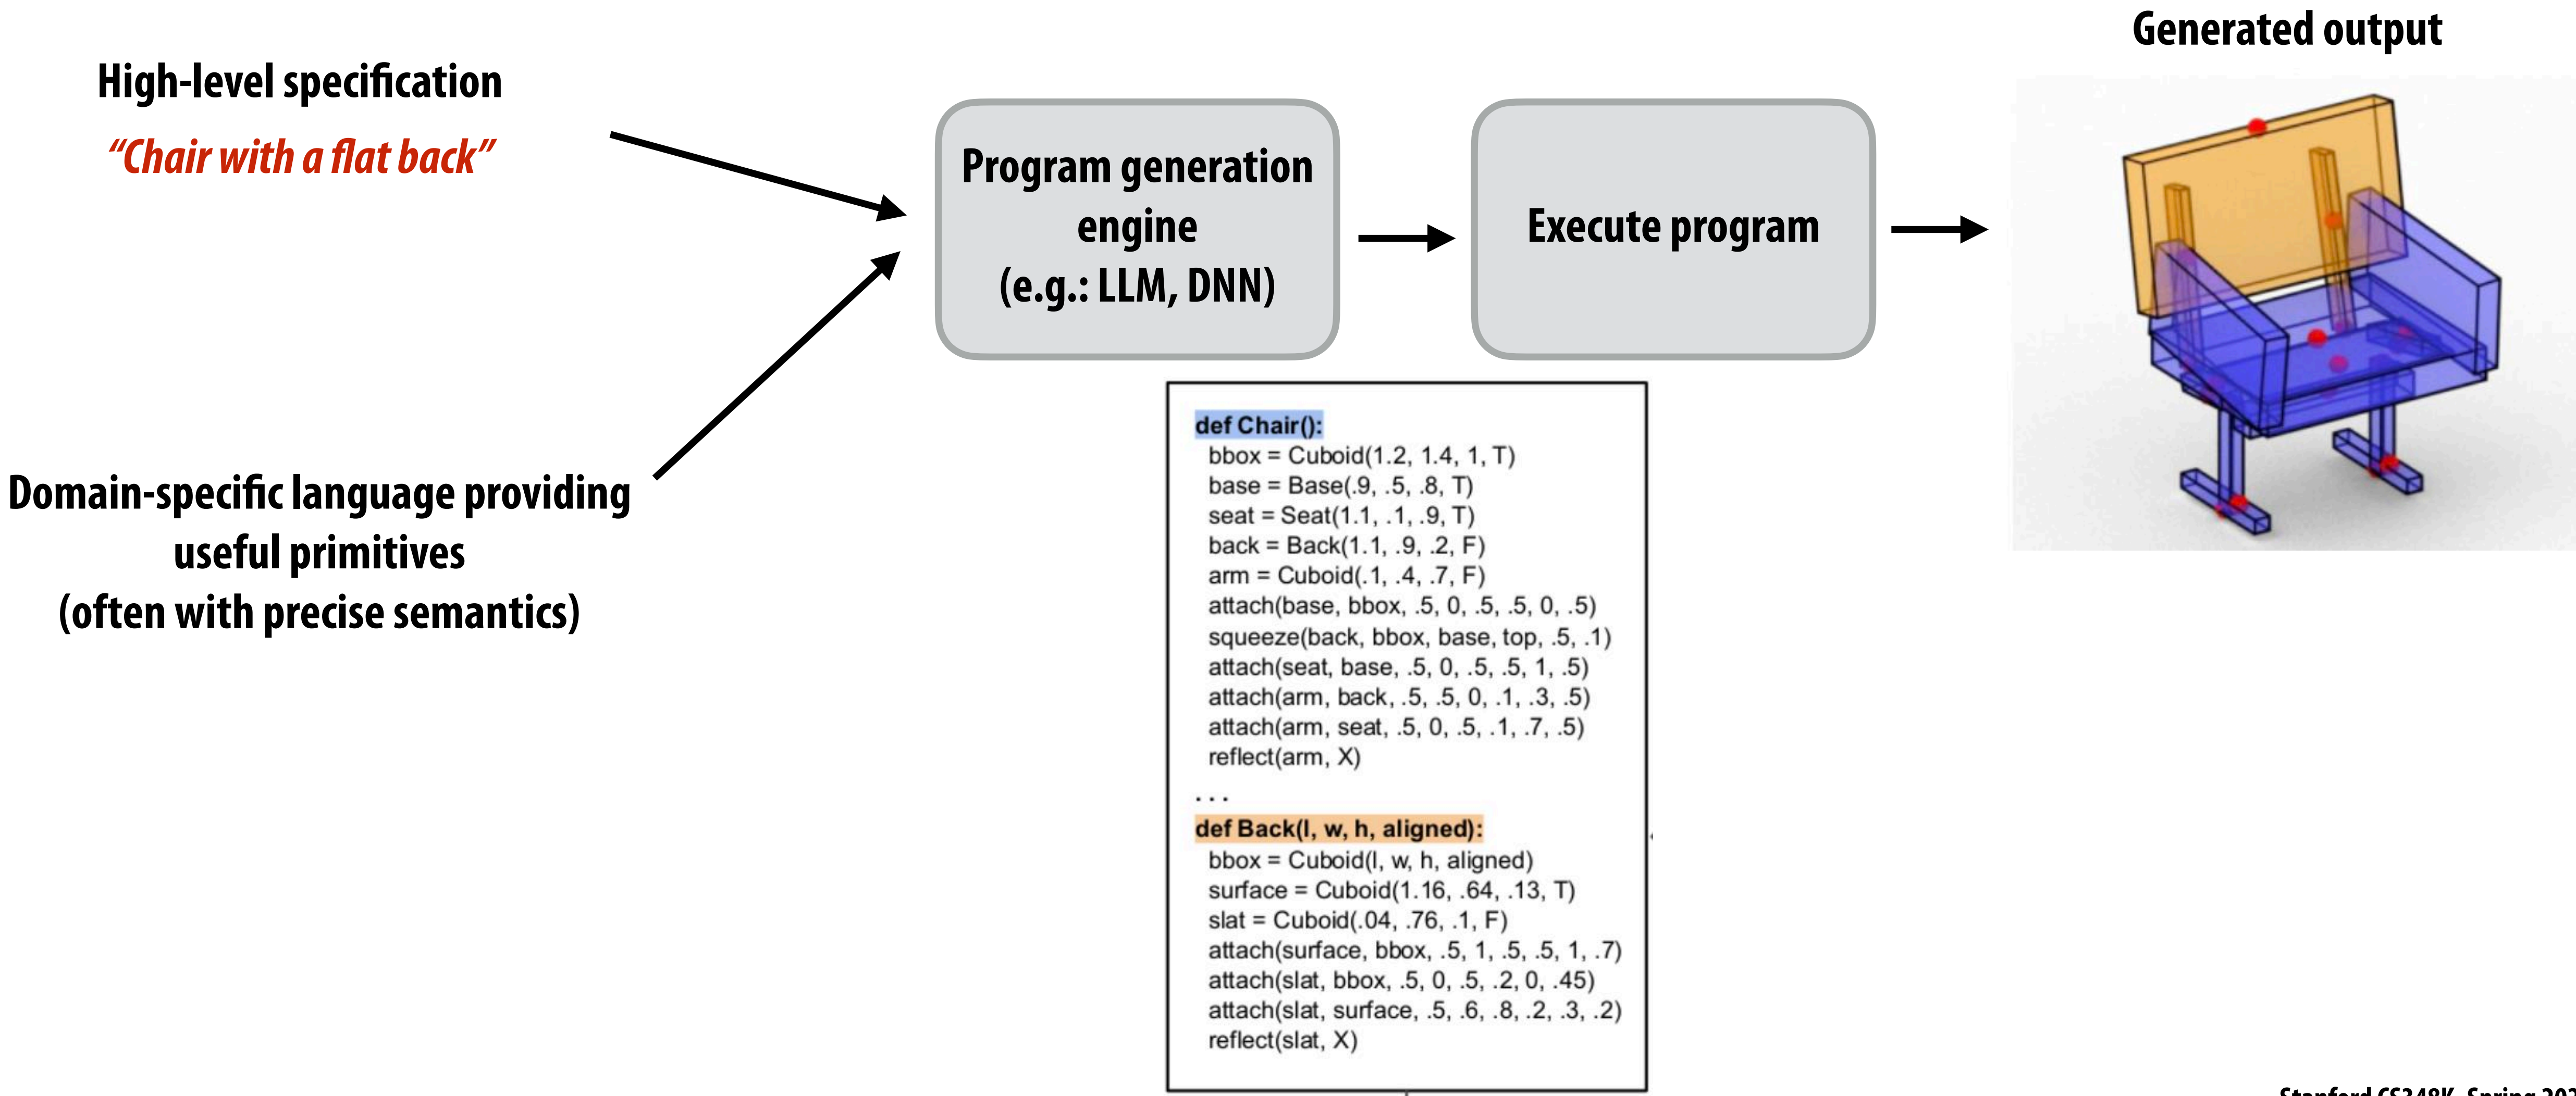 High-level specification
“Chair with a flat back”
Domain-specific language providing
useful primitives
(often with precise semantics)
Program generation
engine
(e.g.: LLM, DNN)
Execute program
Generated output
def Chair():
bbox = Cuboid(1.2, 1.4, 1, T)
base = Base(.9, .5, .8, T)
seat = Seat(1.1, .1, .9, T)
back = Back(1.1, .9, .2, F)
arm = Cuboid(.1, .4, .7, F)
attach(base, bbox, .5, 0, .5, .5, 0, .5)
squeeze(back, bbox, base, top, .5, .1)
attach(seat, base, .5, 0, .5, .5, 1, .5)
attach(arm, back, .5, .5, 0, .1, .3, .5)
attach(arm, seat, .5, 0, .5, .1, .7, .5)
reflect(arm, X)
. . .
def Back(l, w, h, aligned):
bbox = Cuboid(l, w, h, aligned)
surface = Cuboid(1.16, .64, .13, T)
slat = Cuboid(.04, .76, .1, F)
attach(surface, bbox, .5, 1, .5, .5, 1, .7)
attach(slat, bbox, .5, 0, .5, .2, 0, .45)
attach(slat, surface, .5, .6, .8, .2, .3, .2)
reflect(slat, X)
Stanford CS348K, Spring